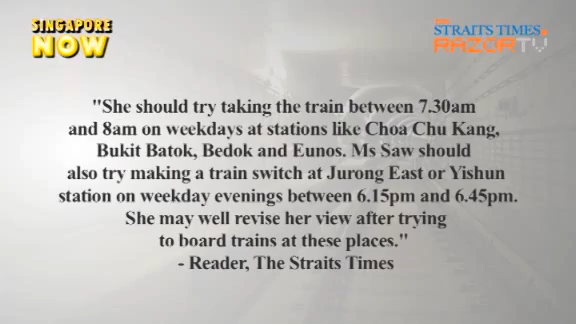 SINGAPORE
NOW
STRAITS TIMES
RAZORTV
"She should try taking the train between 7.30am
and 8am on weekdays at stations like Choa Chu Kang,
Bukit Batok, Bedok and Eunos. Ms Saw should
also try making a train switch at Jurong East or Yishun
station on weekday evenings between 6.15pm and 6.45pm.
She may well revise her view after trying
to board trains at these places."
- Reader, The Straits Times